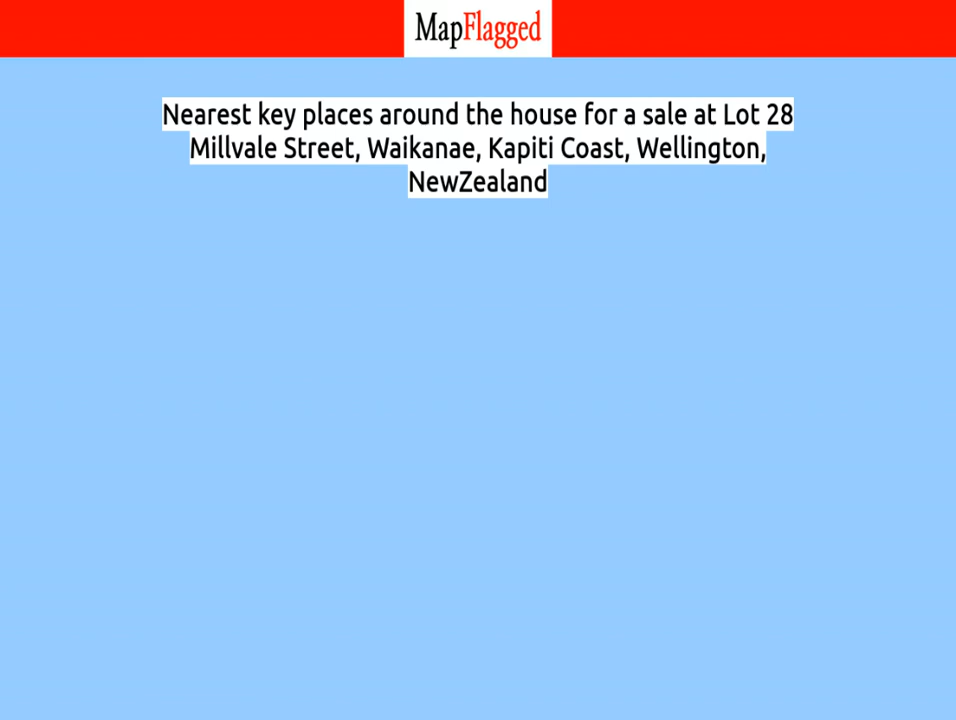 MapFlagged
Nearest key places around the house for a sale at Lot 28
Millvale Street, Waikanae, Kapiti Coast, Wellington,
NewZealand